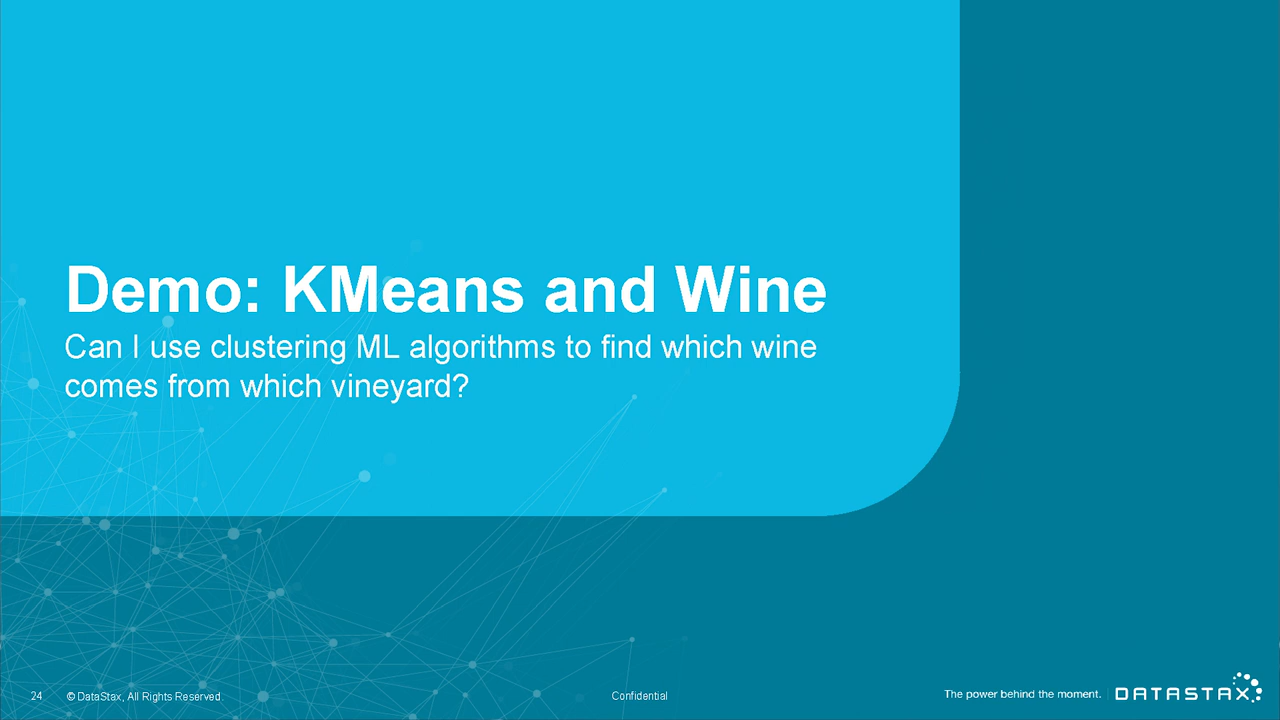 Demo: KMeans and Wine
Can I use clustering ML algorithms to find which wine
comes from which vineyard?
24
© DataStax, All Rights Reserved.
Confidential
The power behind the moment.
DATASTAX